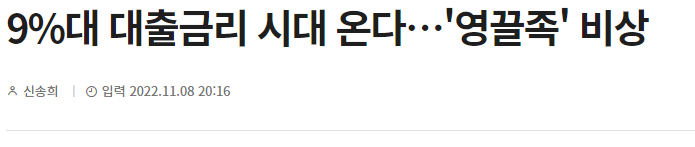 9%대 대출금리 시대 온다…'영끌족' 비상
신송희 | 입력 2022.11.08 20:16